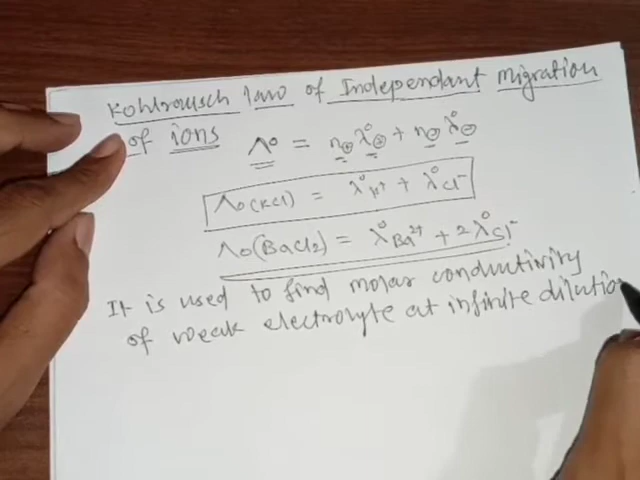 Kohlrausch law of Independant migration
of ions Λ° = n⊕λ°⊕ + n⊖λ°⊖
Λo(KCl) = λ°K⁺ + λ°Cl⁻
Λo(BaCl2) = λ°Ba²⁺ + 2λ°Cl⁻
It is used to find molar conductivity
of weak electrolyte at infinite dilution